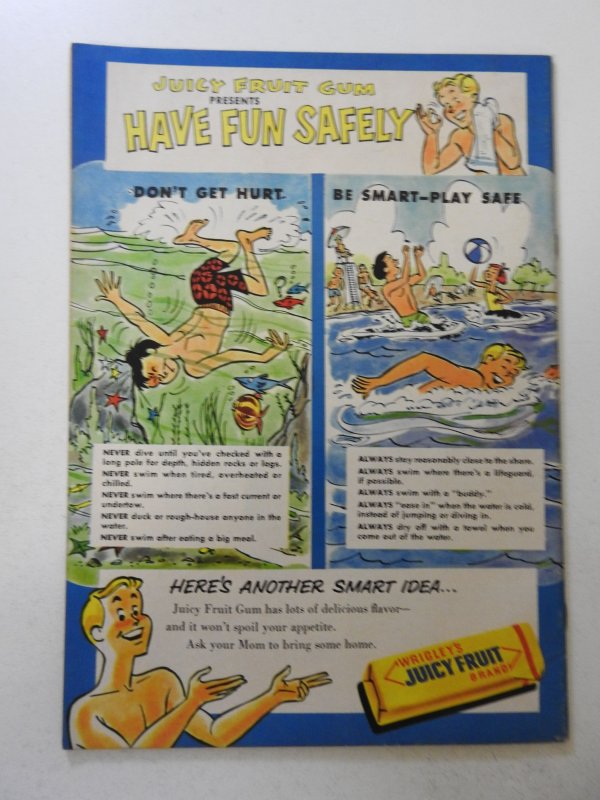 JUICY FRUIT GUM
PRESENTS
HAVE FUN SAFELY
DON'T GET HURT
NEVER dive until you've checked with a
long pole for depth, hidden rocks or logs.
NEVER swim when tired, overheated or
chilled.
NEVER swim where there's a fast current or
undertow.
NEVER duck or rough-house anyone in the
water.
NEVER swim after eating a big meal.
BE SMART—PLAY SAFE
ALWAYS stay reasonably close to the shore.
ALWAYS swim where there's a lifeguard,
if possible.
ALWAYS swim with a "buddy."
ALWAYS "ease in" when the water is cold,
instead of jumping or diving in.
ALWAYS dry off with a towel when you
come out of the water.
HERE'S ANOTHER SMART IDEA...
Juicy Fruit Gum has lots of delicious flavor—
and it won't spoil your appetite.
Ask your Mom to bring some home.
WRIGLEY'S
JUICY FRUIT
BRAND